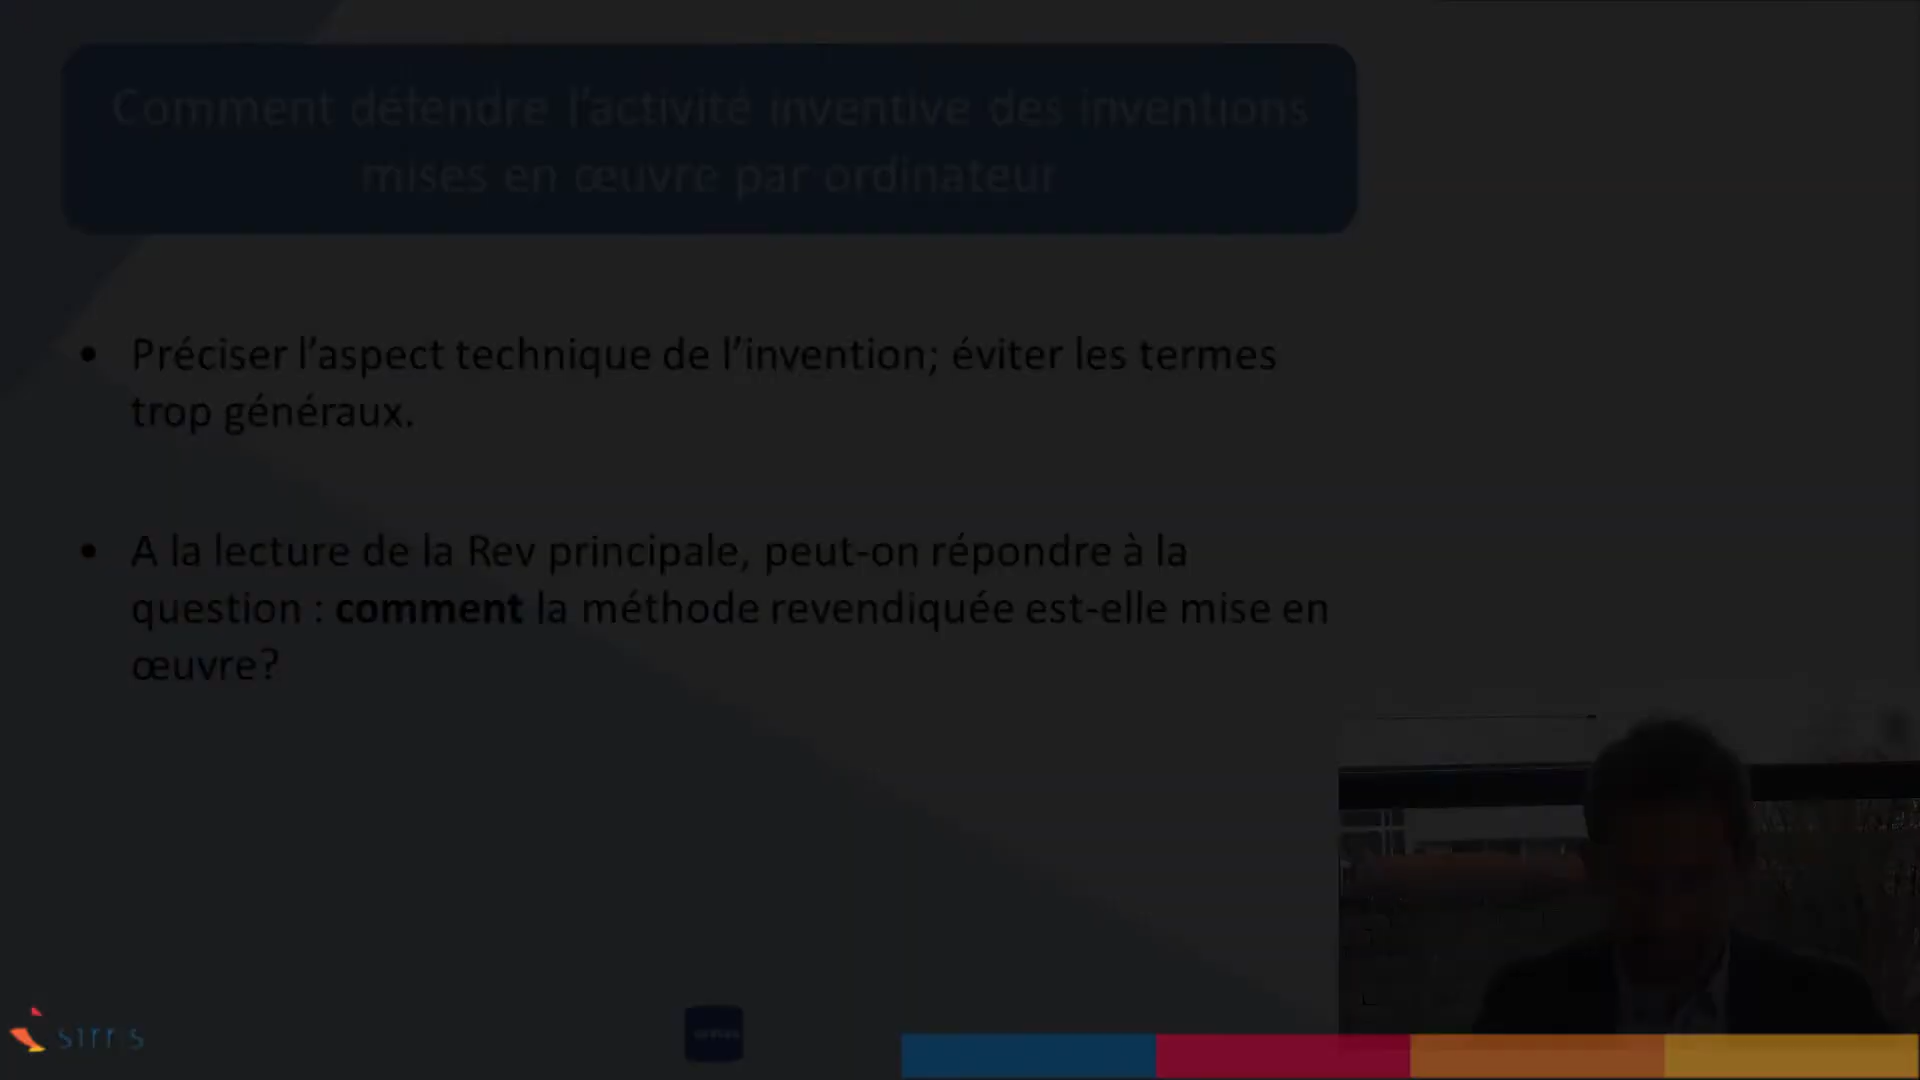 Comment défendre l’activité inventive des inventions
mises en œuvre par ordinateur
• Préciser l’aspect technique de l’invention; éviter les termes
trop généraux.
• A la lecture de la Rev principale, peut-on répondre à la
question : comment la méthode revendiquée est-elle mise en
œuvre?
sirris